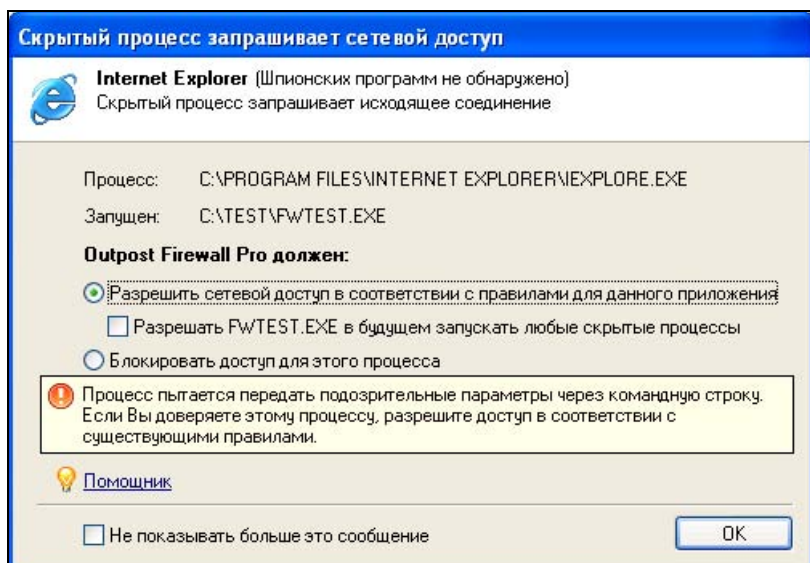 Скрытый процесс запрашивает сетевой доступ
Internet Explorer (Шпионских программ не обнаружено)
Скрытый процесс запрашивает исходящее соединение
Процесс: C:\PROGRAM FILES\INTERNET EXPLORER\IEXPLORE.EXE
Запущен: C:\TEST\FWTEST.EXE
Outpost Firewall Pro должен:
Разрешить сетевой доступ в соответствии с правилами для данного приложения
Разрешать FWTEST.EXE в будущем запускать любые скрытые процессы
Блокировать доступ для этого процесса
Процесс пытается передать подозрительные параметры через командную строку.
Если Вы доверяете этому процессу, разрешите доступ в соответствии с
существующими правилами.
Помощник
Не показывать больше это сообщение
OK